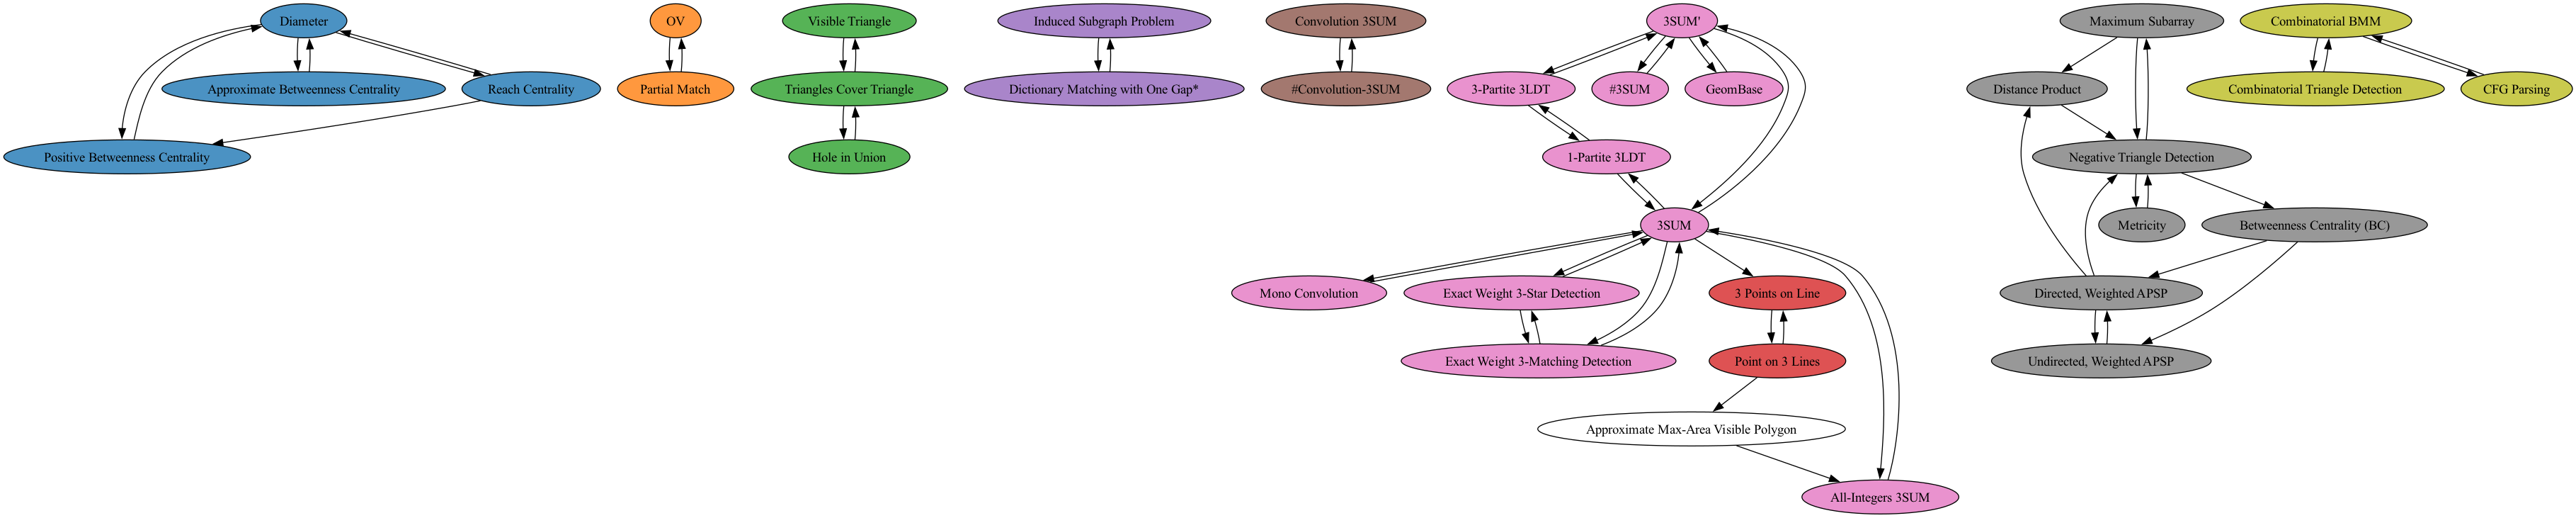 Diameter
OV
Visible Triangle
Induced Subgraph Problem
Convolution 3SUM
3SUM'
Maximum Subarray
Combinatorial BMM
Approximate Betweenness Centrality
Reach Centrality
Partial Match
Triangles Cover Triangle
Dictionary Matching with One Gap*
#Convolution-3SUM
3-Partite 3LDT
#3SUM
GeomBase
Distance Product
Combinatorial Triangle Detection
CFG Parsing
Positive Betweenness Centrality
Hole in Union
1-Partite 3LDT
Negative Triangle Detection
3SUM
Metricity
Betweenness Centrality (BC)
Mono Convolution
Exact Weight 3-Star Detection
3 Points on Line
Directed, Weighted APSP
Exact Weight 3-Matching Detection
Point on 3 Lines
Undirected, Weighted APSP
Approximate Max-Area Visible Polygon
All-Integers 3SUM